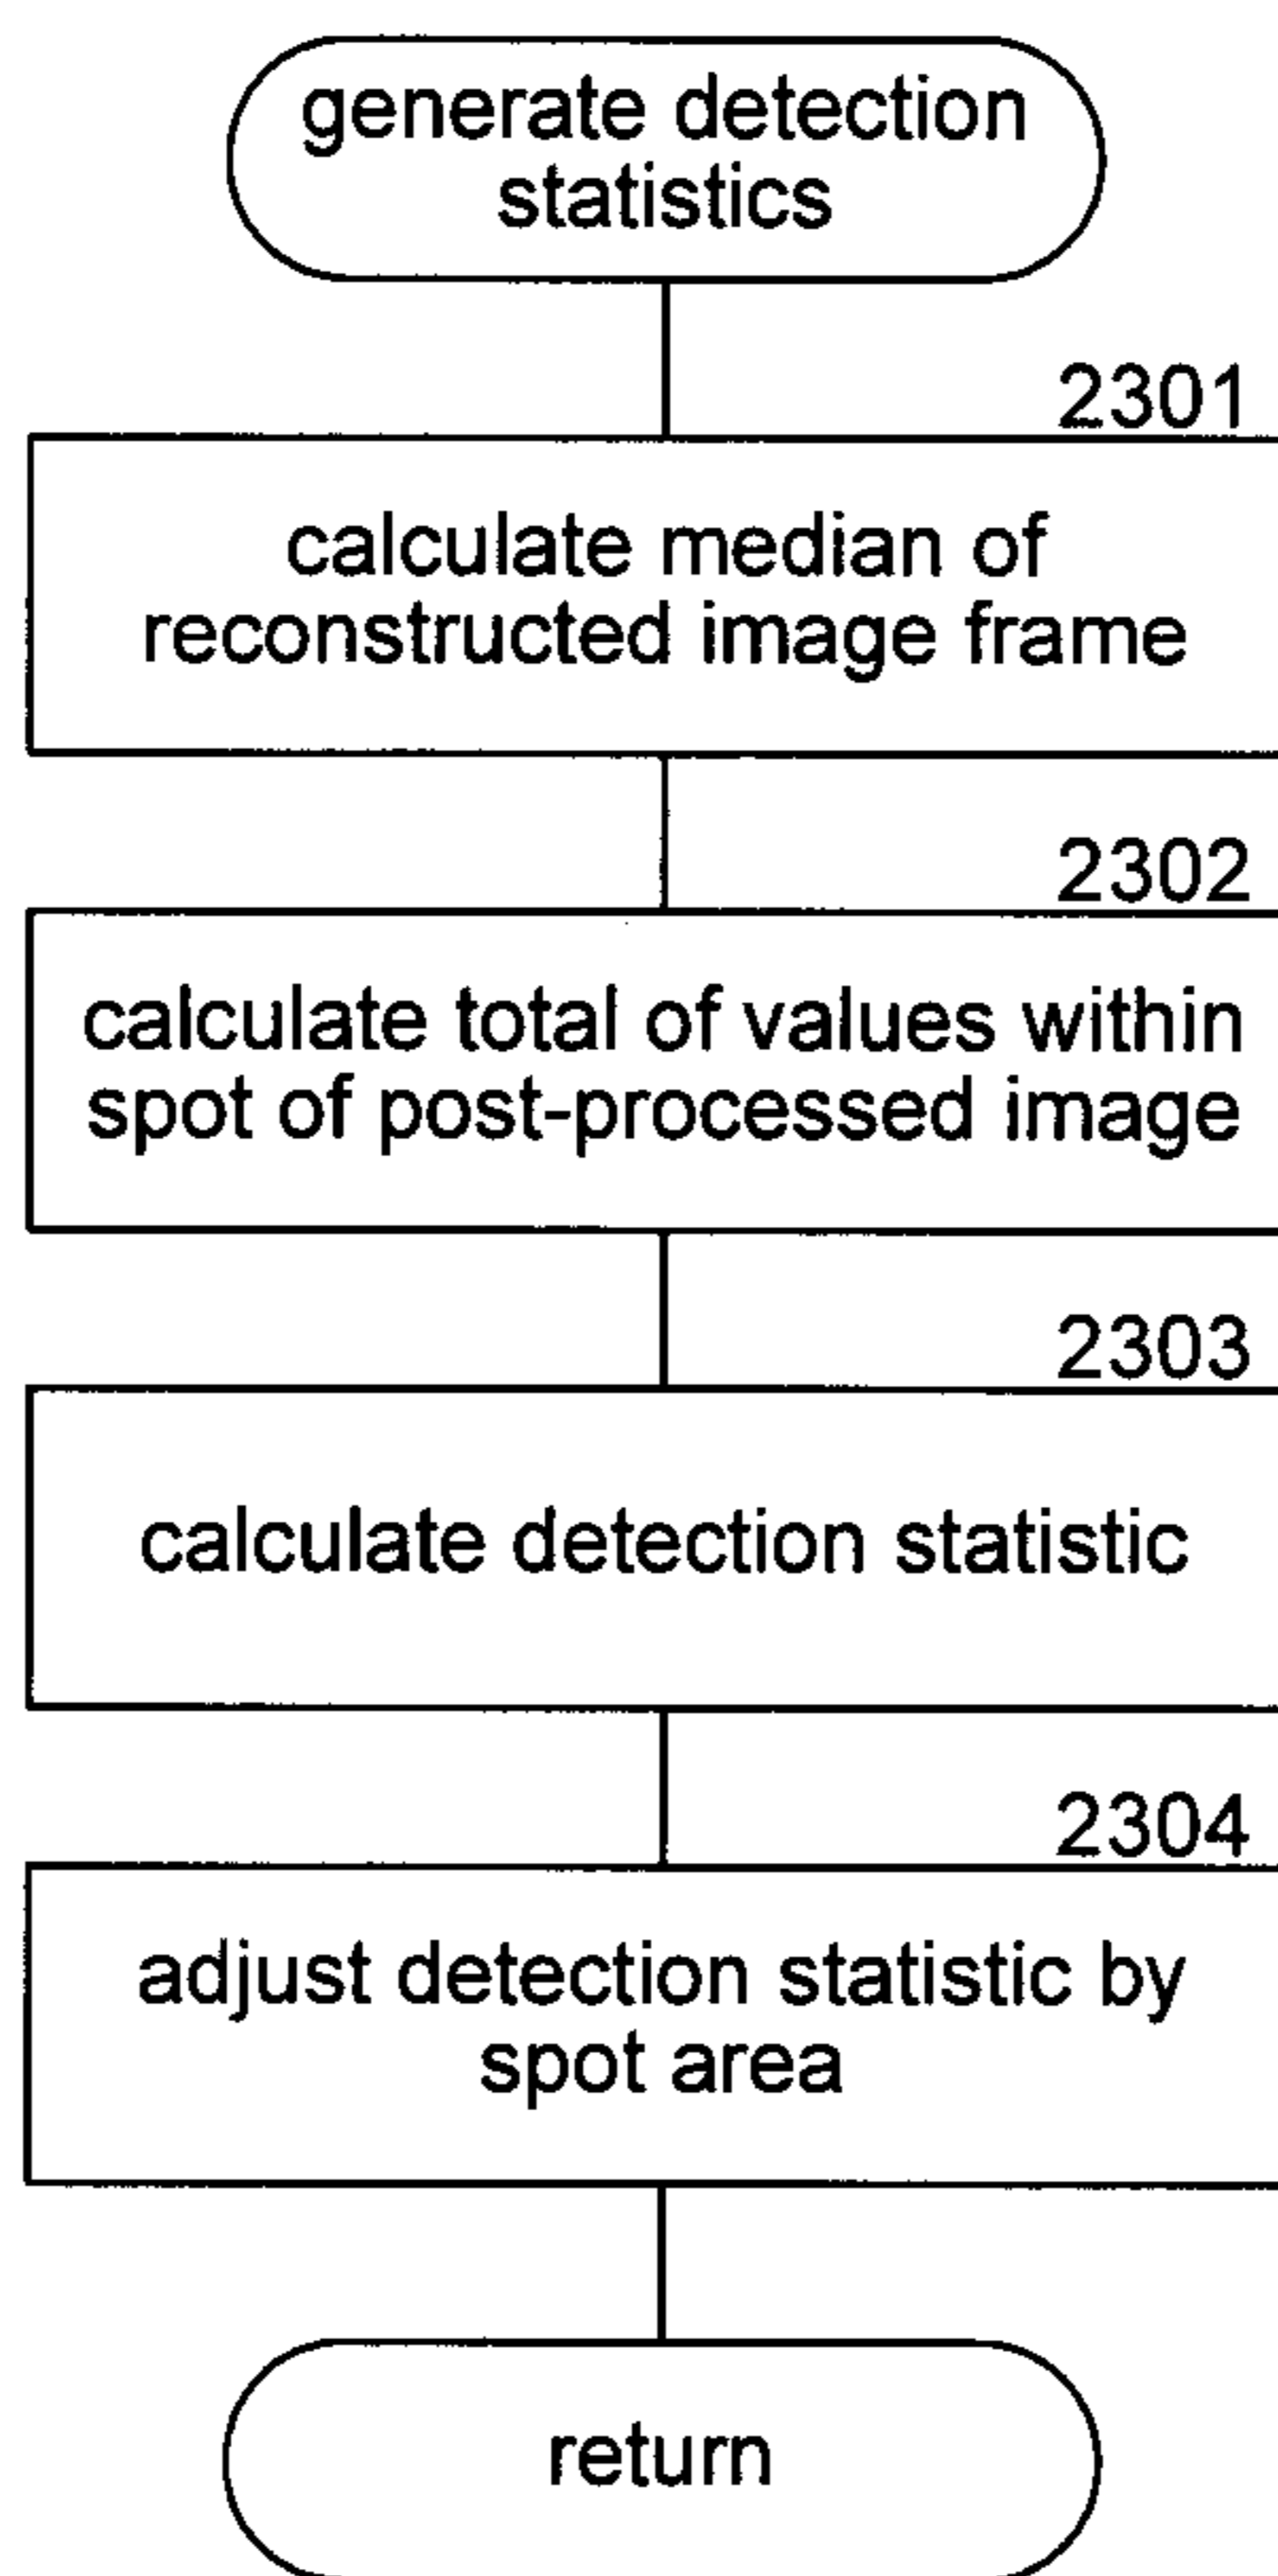 generate detection
statistics
2301
calculate median of
reconstructed image frame
2302
calculate total of values within
spot of post-processed image
2303
calculate detection statistic
2304
adjust detection statistic by
spot area
return